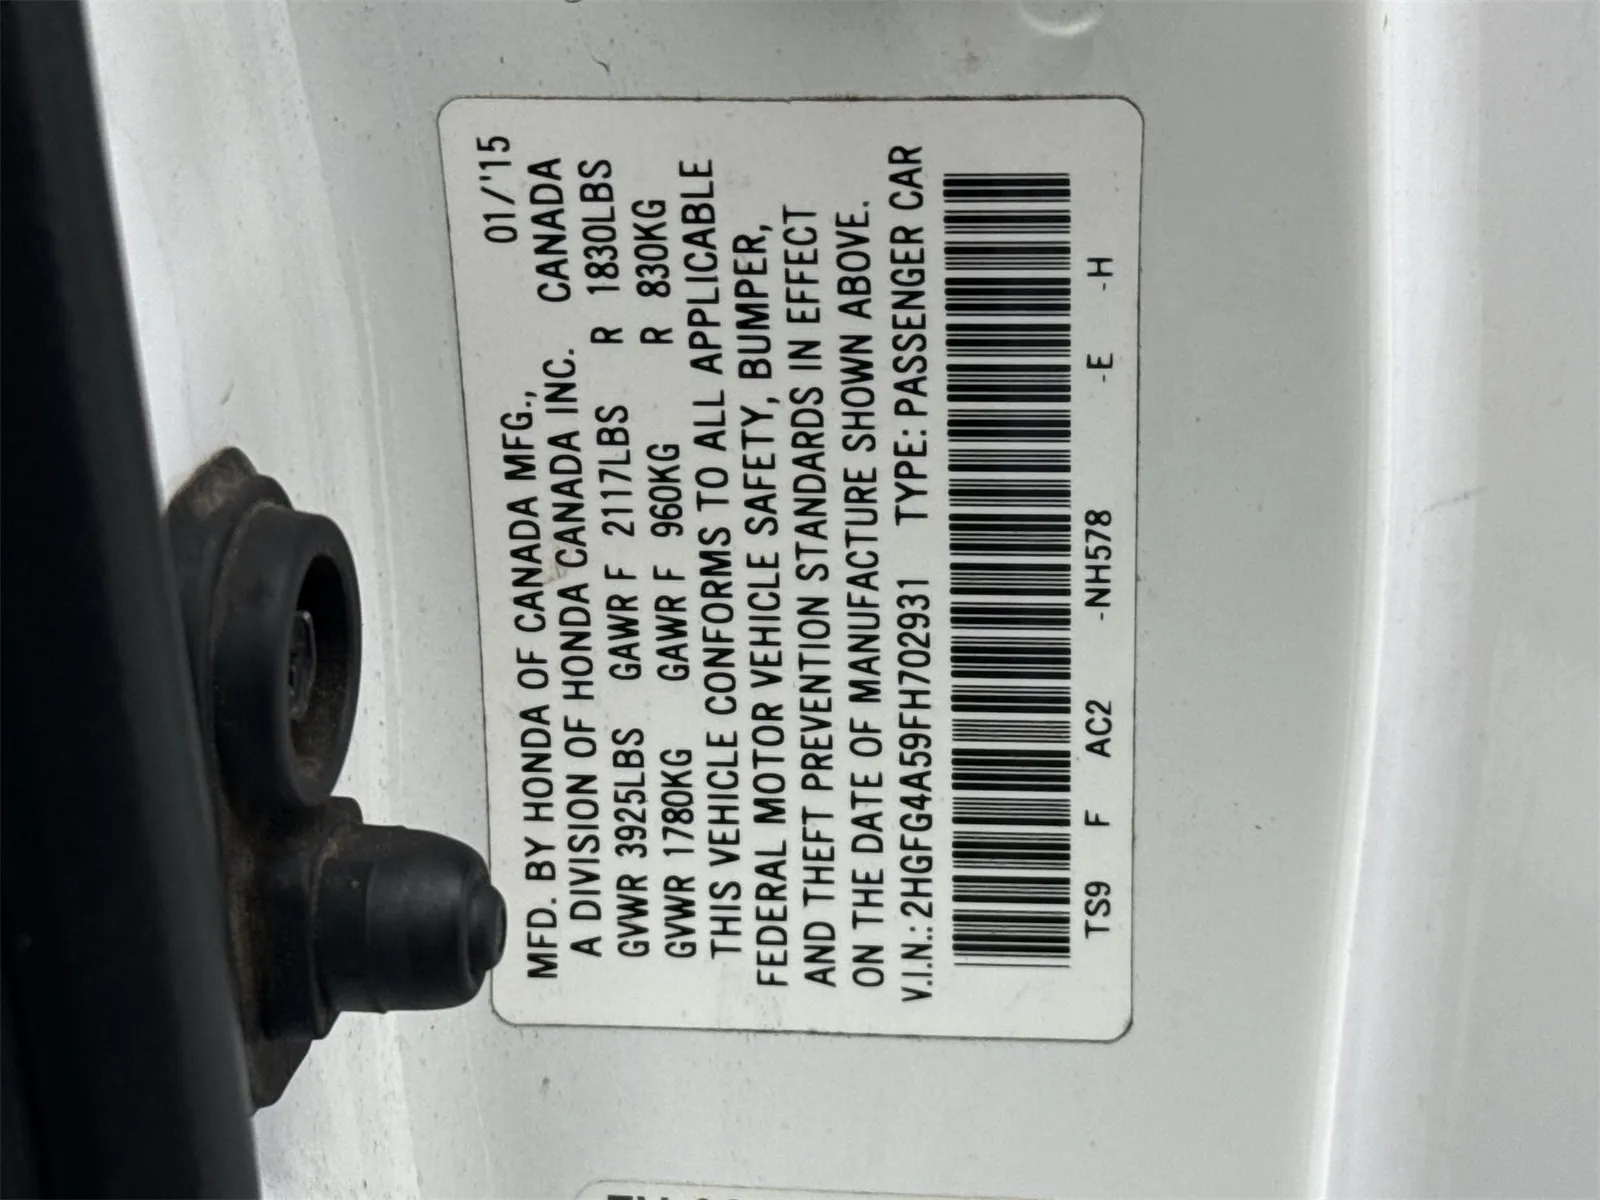 01/'15
MFD. BY HONDA OF CANADA MFG.,
A DIVISION OF HONDA CANADA INC. CANADA
GVWR 3925LBS GAWR F 2117LBS R 1830LBS
GVWR 1780KG GAWR F 960KG R 830KG
THIS VEHICLE CONFORMS TO ALL APPLICABLE
FEDERAL MOTOR VEHICLE SAFETY, BUMPER,
AND THEFT PREVENTION STANDARDS IN EFFECT
ON THE DATE OF MANUFACTURE SHOWN ABOVE.
V.I.N.:2HGFG4A59FH702931 TYPE: PASSENGER CAR
TS9 F AC2 -NH578 -E -H